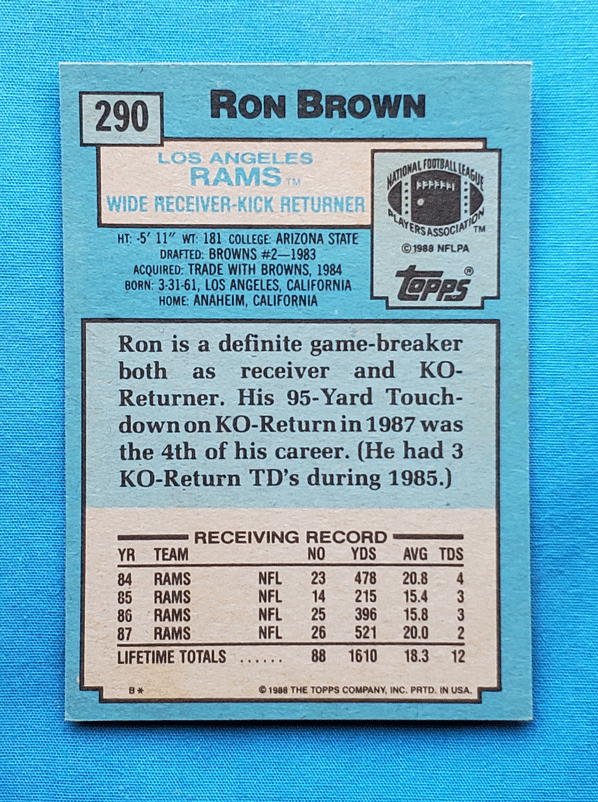 290
RON BROWN
LOS ANGELES
RAMS TM
WIDE RECEIVER-KICK RETURNER
NATIONAL FOOTBALL LEAGUE
PLAYERS ASSOCIATION TM
© 1988 NFLPA
TOPPS ®
HT: -5' 11" WT: 181 COLLEGE: ARIZONA STATE
DRAFTED: BROWNS #2—1983
ACQUIRED: TRADE WITH BROWNS, 1984
BORN: 3-31-61, LOS ANGELES, CALIFORNIA
HOME: ANAHEIM, CALIFORNIA
Ron is a definite game-breaker
both as receiver and KO-
Returner. His 95-Yard Touch-
down on KO-Return in 1987 was
the 4th of his career. (He had 3
KO-Return TD's during 1985.)
RECEIVING RECORD
YR TEAM NO YDS AVG TDS
84 RAMS NFL 23 478 20.8 4
85 RAMS NFL 14 215 15.4 3
86 RAMS NFL 25 396 15.8 3
87 RAMS NFL 26 521 20.0 2
LIFETIME TOTALS ...... 88 1610 18.3 12
B* © 1988 THE TOPPS COMPANY, INC. PRTD. IN USA.